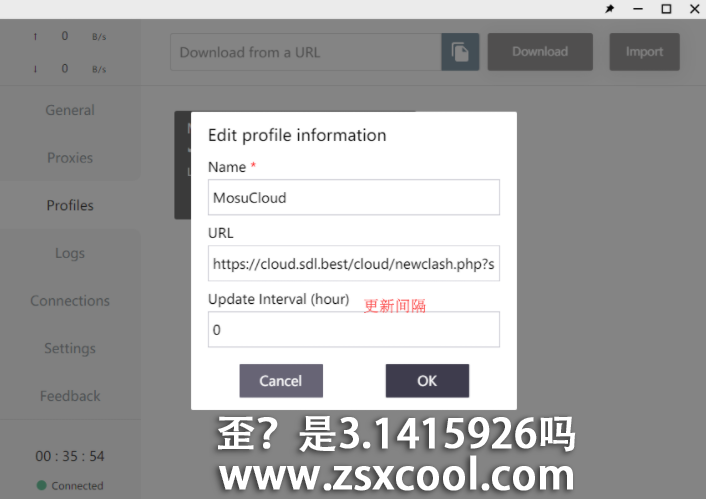 ↑ 0 B/s
↓ 0 B/s
General
Proxies
Profiles
Logs
Connections
Settings
Feedback
00 : 35 : 54
Connected
Download from a URL
Download
Import
Edit profile information
Name *
MosuCloud
URL
https://cloud.sdl.best/cloud/newclash.php?s
Update Interval (hour) 更新间隔
0
Cancel OK
歪？是3.1415926吗
www.zsxcool.com